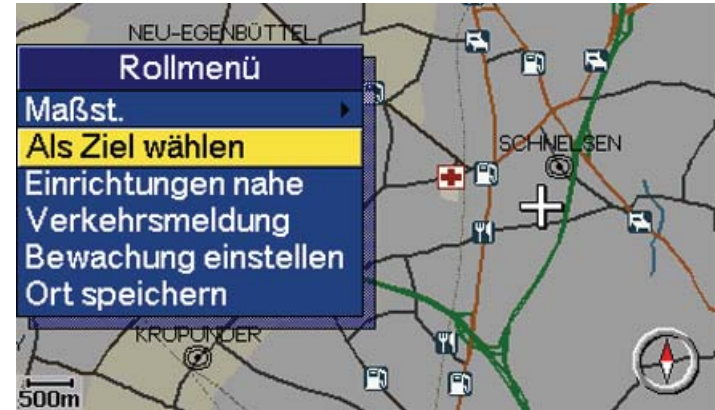 NEU-EGENBÜTTEL
Rollmenü
Maßst.
Als Ziel wählen
Einrichtungen nahe
Verkehrsmeldung
Bewachung einstellen
Ort speichern
SCHNELSEN
KRUPUNDER
500m